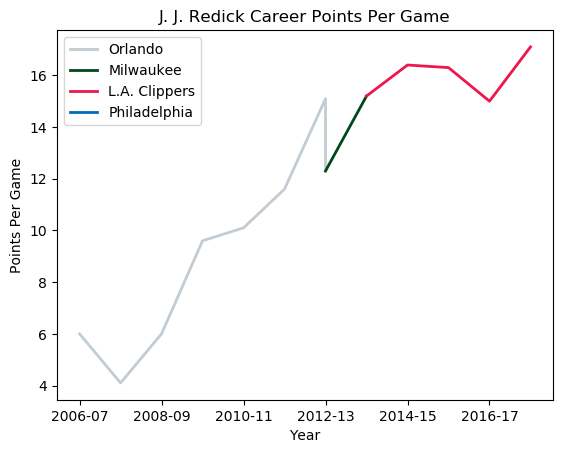 J. J. Redick Career Points Per Game
Orlando
Milwaukee
L.A. Clippers
Philadelphia
Points Per Game
16
14
12
10
8
6
4
2006-07 2008-09 2010-11 2012-13 2014-15 2016-17
Year